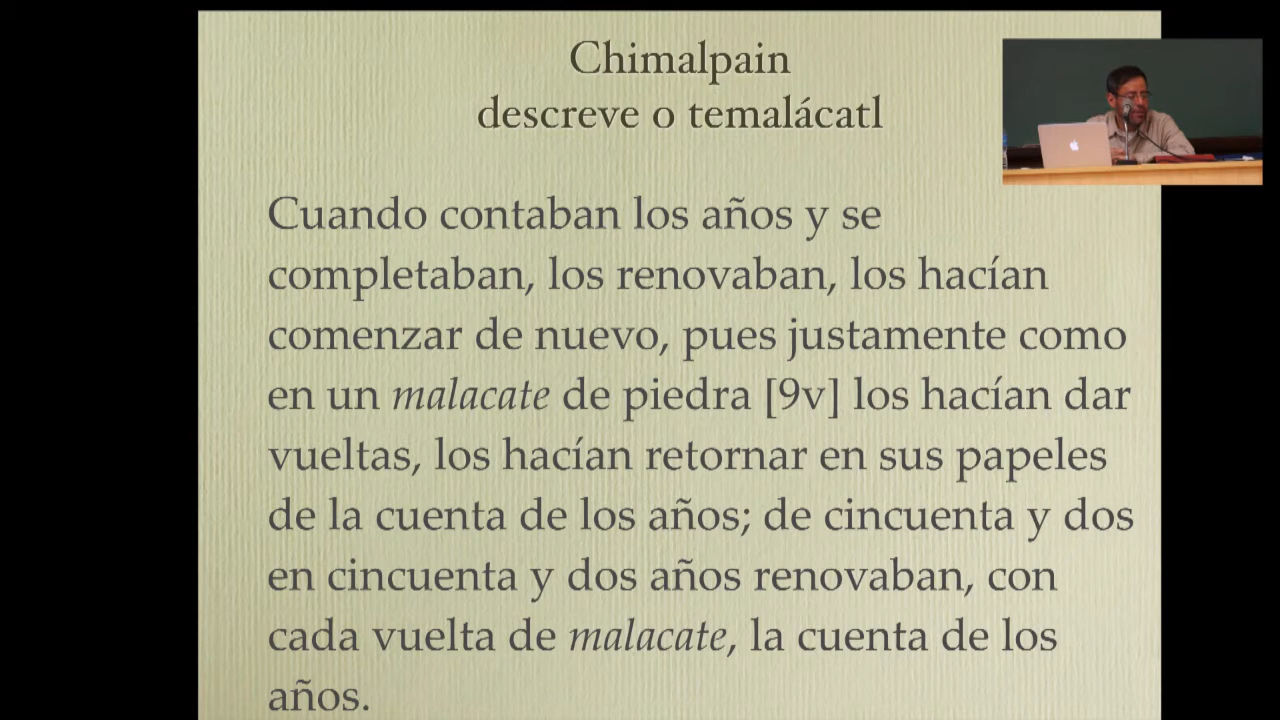 Chimalpain
descreve o temalácatl
Cuando contaban los años y se
completaban, los renovaban, los hacían
comenzar de nuevo, pues justamente como
en un malacate de piedra [9v] los hacían dar
vueltas, los hacían retornar en sus papeles
de la cuenta de los años; de cincuenta y dos
en cincuenta y dos años renovaban, con
cada vuelta de malacate, la cuenta de los
años.